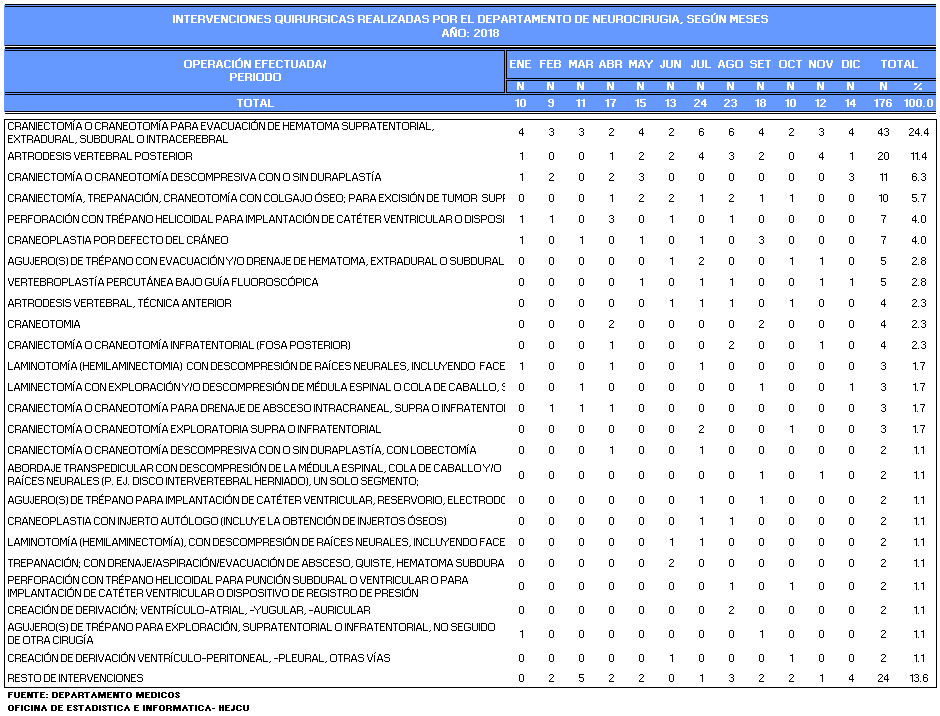 INTERVENCIONES QUIRURGICAS REALIZADAS POR EL DEPARTAMENTO DE NEUROCIRUGIA, SEGÚN MESES
AÑO: 2018
OPERACIÓN EFECTUADA/
PERIODO
ENE FEB MAR ABR MAY JUN JUL AGO SET OCT NOV DIC TOTAL
N N N N N N N N N N N N N %
TOTAL 10 9 11 17 15 13 24 23 18 10 12 14 176 100.0
CRANIECTOMÍA O CRANEOTOMÍA PARA EVACUACIÓN DE HEMATOMA SUPRATENTORIAL,
EXTRADURAL, SUBDURAL O INTRACEREBRAL 4 3 3 2 4 2 6 6 4 2 3 4 43 24.4
ARTRODESIS VERTEBRAL POSTERIOR 1 0 0 1 2 2 4 3 2 0 4 1 20 11.4
CRANIECTOMÍA O CRANEOTOMÍA DESCOMPRESIVA CON O SIN DURAPLASTÍA 1 2 0 2 3 0 0 0 0 0 0 3 11 6.3
CRANIECTOMÍA, TREPANACIÓN, CRANEOTOMÍA CON COLGAJO ÓSEO; PARA EXCISIÓN DE TUMOR SUPR 0 0 0 1 2 2 1 2 1 1 0 0 10 5.7
PERFORACIÓN CON TRÉPANO HELICOIDAL PARA IMPLANTACIÓN DE CATÉTER VENTRICULAR O DISPOSI 1 1 0 3 0 1 0 1 0 0 0 0 7 4.0
CRANEOPLASTIA POR DEFECTO DEL CRÁNEO 1 0 1 0 1 0 1 0 3 0 0 0 7 4.0
AGUJERO(S) DE TRÉPANO CON EVACUACIÓN Y/O DRENAJE DE HEMATOMA, EXTRADURAL O SUBDURAL 0 0 0 0 0 1 2 0 0 1 1 0 5 2.8
VERTEBROPLASTÍA PERCUTÁNEA BAJO GUÍA FLUOROSCÓPICA 0 0 0 0 1 0 1 1 0 0 1 1 5 2.8
ARTRODESIS VERTEBRAL, TÉCNICA ANTERIOR 0 0 0 0 0 1 1 1 0 1 0 0 4 2.3
CRANEOTOMIA 0 0 0 2 0 0 0 0 2 0 0 0 4 2.3
CRANIECTOMÍA O CRANEOTOMÍA INFRATENTORIAL (FOSA POSTERIOR) 0 0 0 1 0 0 0 2 0 0 1 0 4 2.3
LAMINOTOMÍA (HEMILAMINECTOMIA) CON DESCOMPRESIÓN DE RAÍCES NEURALES, INCLUYENDO FACE 1 0 0 1 0 0 1 0 0 0 0 0 3 1.7
LAMINECTOMÍA CON EXPLORACIÓN Y/O DESCOMPRESIÓN DE MÉDULA ESPINAL O COLA DE CABALLO, S 0 0 1 0 0 0 0 0 1 0 0 1 3 1.7
CRANIECTOMÍA O CRANEOTOMÍA PARA DRENAJE DE ABSCESO INTRACRANEAL, SUPRA O INFRATENTOI 0 1 1 1 0 0 0 0 0 0 0 0 3 1.7
CRANIECTOMÍA O CRANEOTOMÍA EXPLORATORIA SUPRA O INFRATENTORIAL 0 0 0 0 0 0 2 0 0 1 0 0 3 1.7
CRANIECTOMÍA O CRANEOTOMÍA DESCOMPRESIVA CON O SIN DURAPLASTÍA, CON LOBECTOMÍA 0 0 0 1 0 0 1 0 0 0 0 0 2 1.1
ABORDAJE TRANSPEDICULAR CON DESCOMPRESIÓN DE LA MÉDULA ESPINAL, COLA DE CABALLO Y/O
RAÍCES NEURALES (P. EJ. DISCO INTERVERTEBRAL HERNIADO), UN SOLO SEGMENTO; 0 0 0 0 0 0 0 0 1 0 1 0 2 1.1
AGUJERO(S) DE TRÉPANO PARA IMPLANTACIÓN DE CATÉTER VENTRICULAR, RESERVORIO, ELECTRODO 0 0 0 0 0 0 1 0 1 0 0 0 2 1.1
CRANEOPLASTIA CON INJERTO AUTÓLOGO (INCLUYE LA OBTENCIÓN DE INJERTOS ÓSEOS) 0 0 0 0 0 0 1 1 0 0 0 0 2 1.1
LAMINOTOMÍA (HEMILAMINECTOMÍA), CON DESCOMPRESIÓN DE RAÍCES NEURALES, INCLUYENDO FACE 0 0 0 0 0 1 1 0 0 0 0 0 2 1.1
TREPANACIÓN; CON DRENAJE/ASPIRACIÓN/EVACUACIÓN DE ABSCESO, QUISTE, HEMATOMA SUBDURA 0 0 0 0 0 2 0 0 0 0 0 0 2 1.1
PERFORACIÓN CON TRÉPANO HELICOIDAL PARA PUNCIÓN SUBDURAL O VENTRICULAR O PARA
IMPLANTACIÓN DE CATÉTER VENTRICULAR O DISPOSITIVO DE REGISTRO DE PRESIÓN 0 0 0 0 0 0 0 1 0 1 0 0 2 1.1
CREACIÓN DE DERIVACIÓN; VENTRÍCULO-ATRIAL, -YUGULAR, -AURICULAR 0 0 0 0 0 0 0 2 0 0 0 0 2 1.1
AGUJERO(S) DE TRÉPANO PARA EXPLORACIÓN, SUPRATENTORIAL O INFRATENTORIAL, NO SEGUIDO
DE OTRA CIRUGÍA 1 0 0 0 0 0 0 0 1 0 0 0 2 1.1
CREACIÓN DE DERIVACIÓN VENTRÍCULO-PERITONEAL, -PLEURAL, OTRAS VÍAS 0 0 0 0 0 1 0 0 0 1 0 0 2 1.1
RESTO DE INTERVENCIONES 0 2 5 2 2 0 1 3 2 2 1 4 24 13.6
FUENTE: DEPARTAMENTO MEDICOS
OFICINA DE ESTADISTICA E INFORMATICA- HEJCU